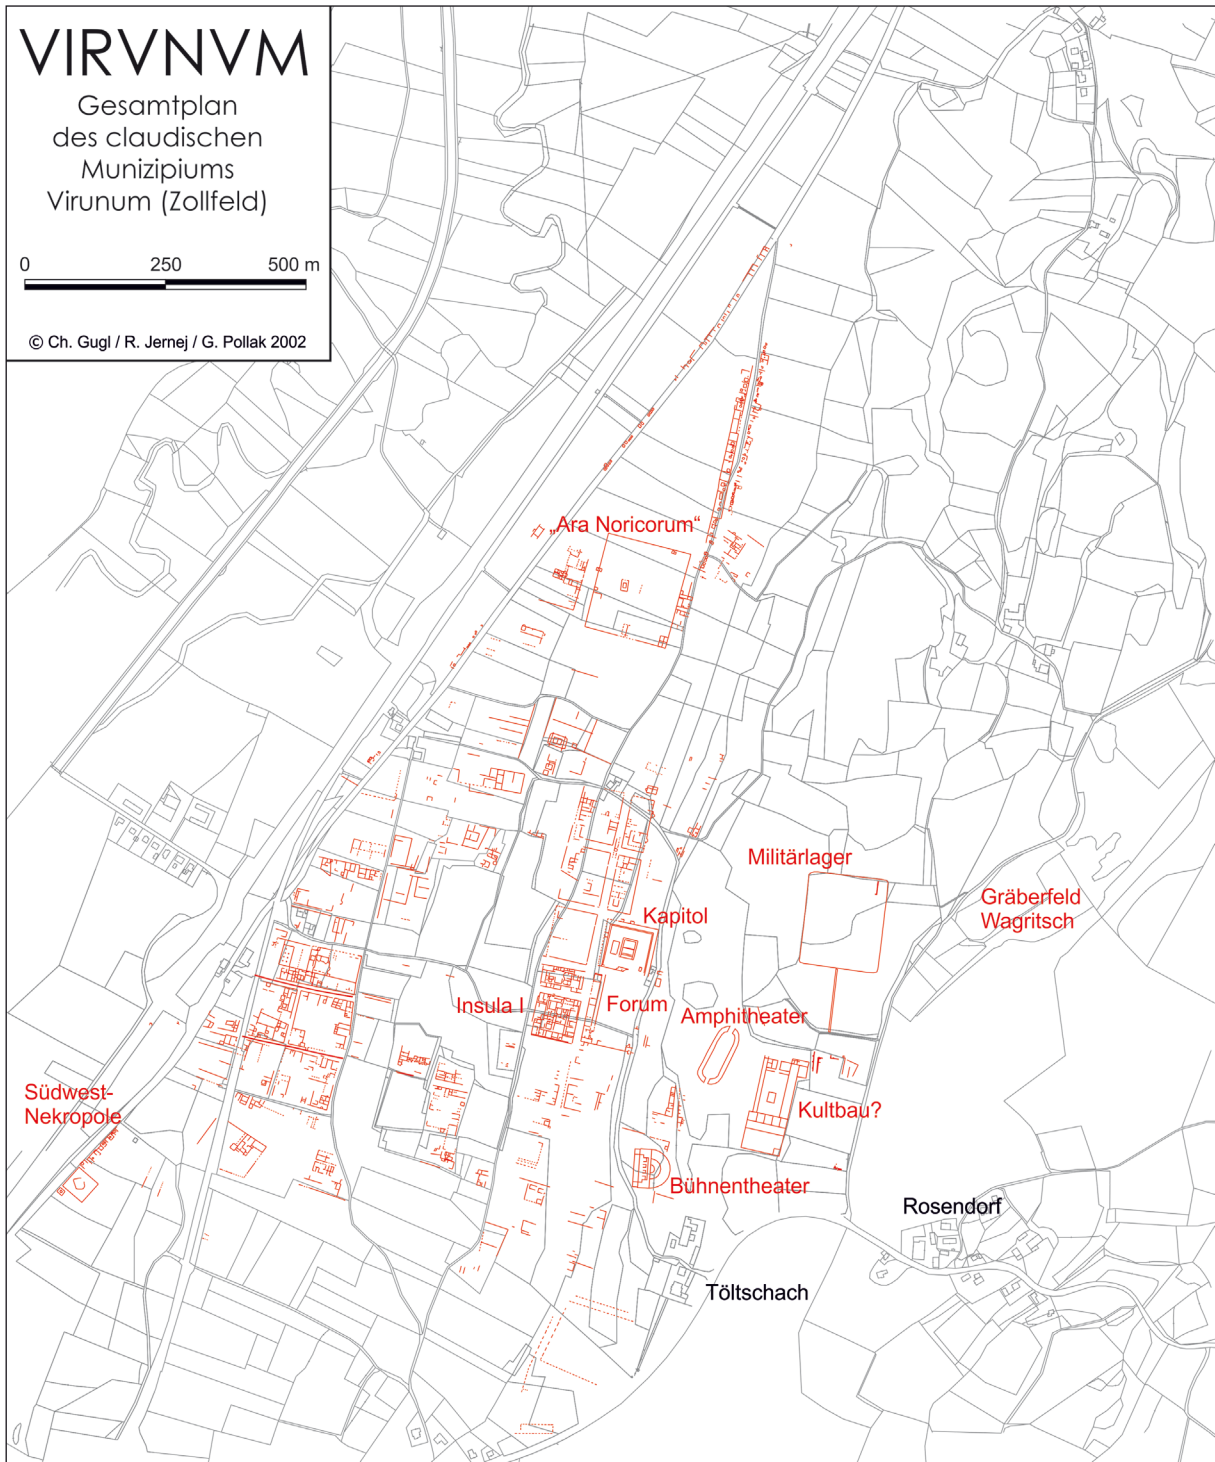 VIRVNVM
Gesamtplan
des claudischen
Munizipiums
Virunum (Zollfeld)
0 250 500 m
© Ch. Gugl / R. Jernej / G. Pollak 2002
„Ara Noricorum“
Militärlager
Gräberfeld
Wagritsch
Kapitol
Insula I
Forum
Amphitheater
Südwest-
Nekropole
Kultbau?
Bühnentheater
Rosendorf
Töltschach